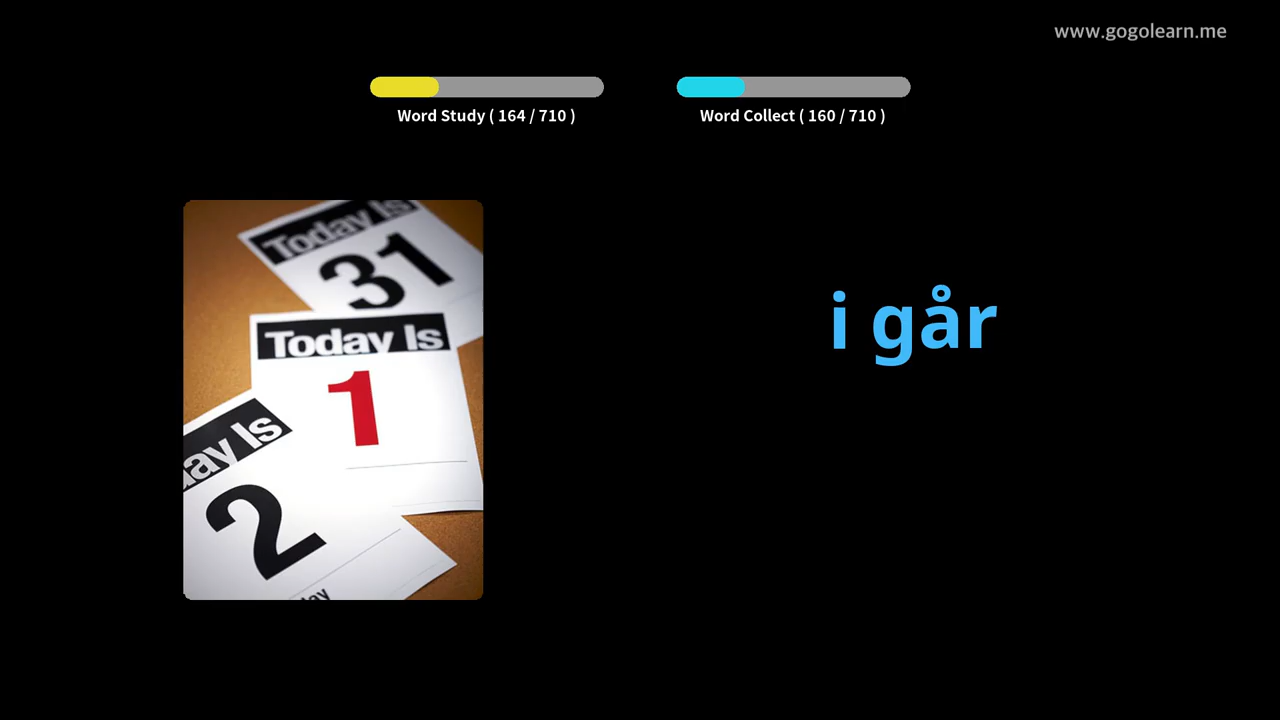 www.gogolearn.me
Word Study ( 164 / 710 )
Word Collect ( 160 / 710 )
Today Is
31
Today Is
1
i går
ay Is
2
ay